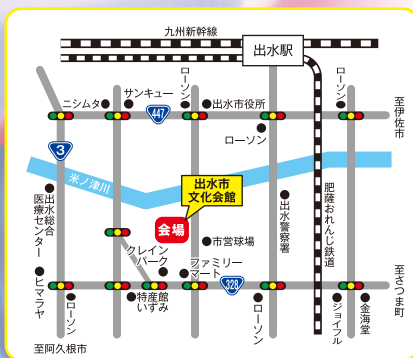 九州新幹線
出水駅
ニシムタ
サンキュー
ローソン
出水市役所
ローソン
447
ローソン
至伊佐市
3
米ノ津川
出水市
文化会館
会場
出水総合
医療センター
市営球場
出水警察署
肥薩おれんじ鉄道
クレイン
パーク
ファミリー
マート
328
至さつま町
ヒマラヤ
ローソン
特産館
いずみ
ローソン
ジョイフル
金海堂
至阿久根市